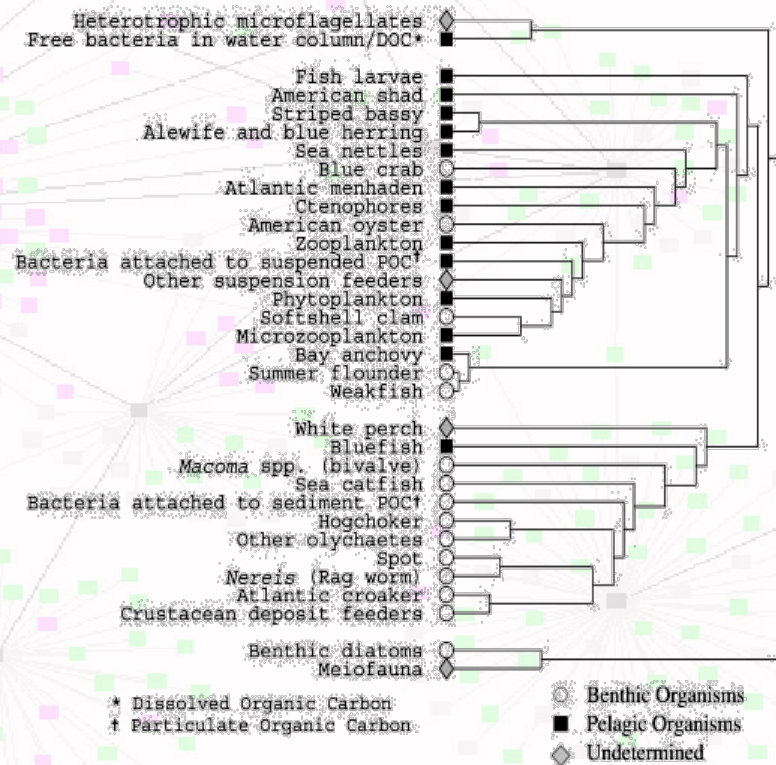 Heterotrophic microflagellates
Free bacteria in water column/DOC*
Fish larvae
American shad
Striped bassy
Alewife and blue herring
Sea nettles
Blue crab
Atlantic menhaden
Ctenophores
American oyster
Zooplankton
Bacteria attached to suspended POC†
Other suspension feeders
Phytoplankton
Softshell clam
Microzooplankton
Bay anchovy
Summer flounder
Weakfish
White perch
Bluefish
Macoma spp. (bivalve)
Sea catfish
Bacteria attached to sediment POC†
Hogchoker
Other olychaetes
Spot
Nereis (Rag worm)
Atlantic croaker
Crustacean deposit feeders
Benthic diatoms
Meiofauna
* Dissolved Organic Carbon
† Particulate Organic Carbon
Benthic Organisms
Pelagic Organisms
Undetermined